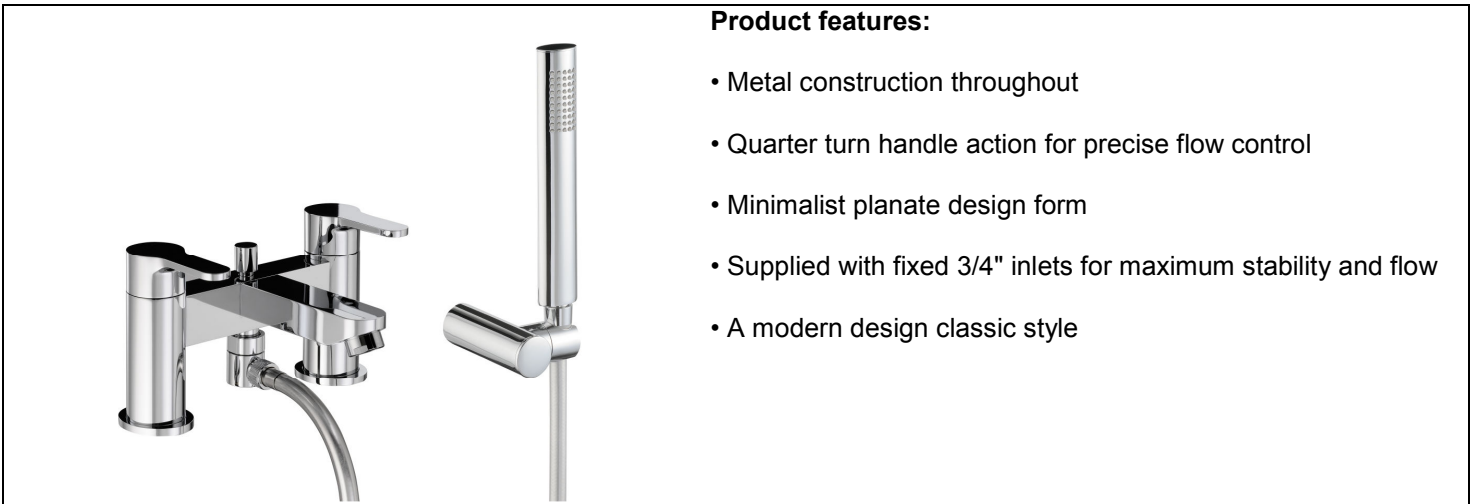 Product features:
• Metal construction throughout
• Quarter turn handle action for precise flow control
• Minimalist planate design form
• Supplied with fixed 3/4" inlets for maximum stability and flow
• A modern design classic style